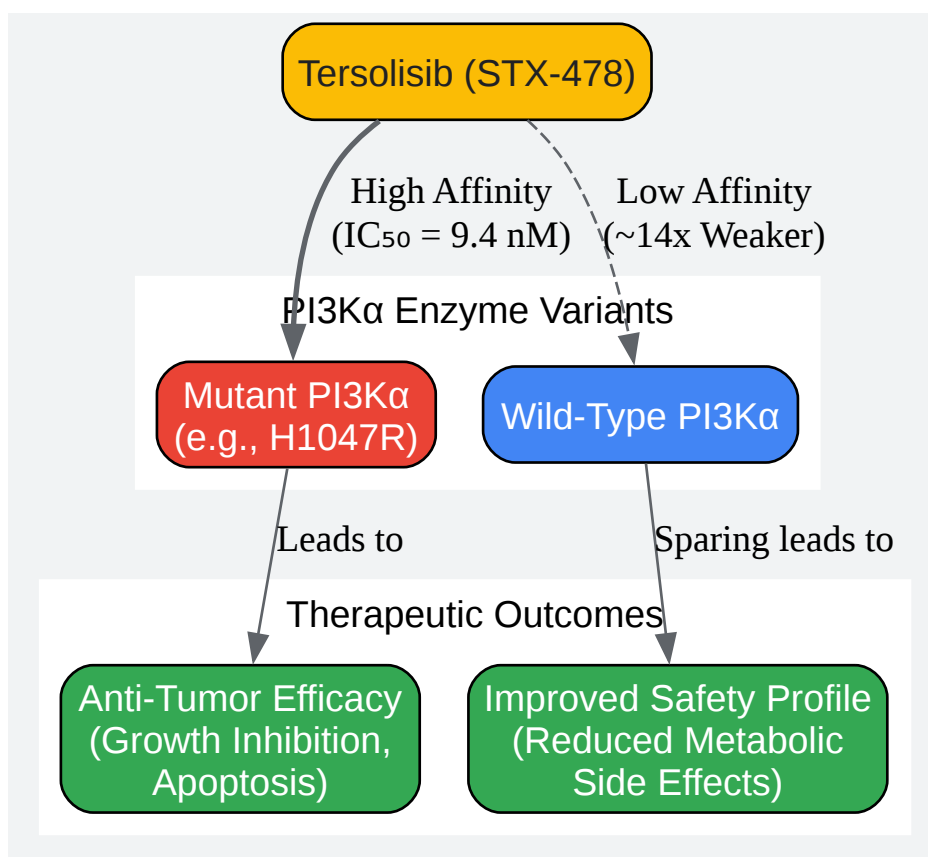 Tersolisib (STX-478)
High Affinity
(IC₅₀ = 9.4 nM)
Low Affinity
(~14x Weaker)
PI3Kα Enzyme Variants
Mutant PI3Kα
(e.g., H1047R)
Wild-Type PI3Kα
Leads to
Sparing leads to
Therapeutic Outcomes
Anti-Tumor Efficacy
(Growth Inhibition,
Apoptosis)
Improved Safety Profile
(Reduced Metabolic
Side Effects)